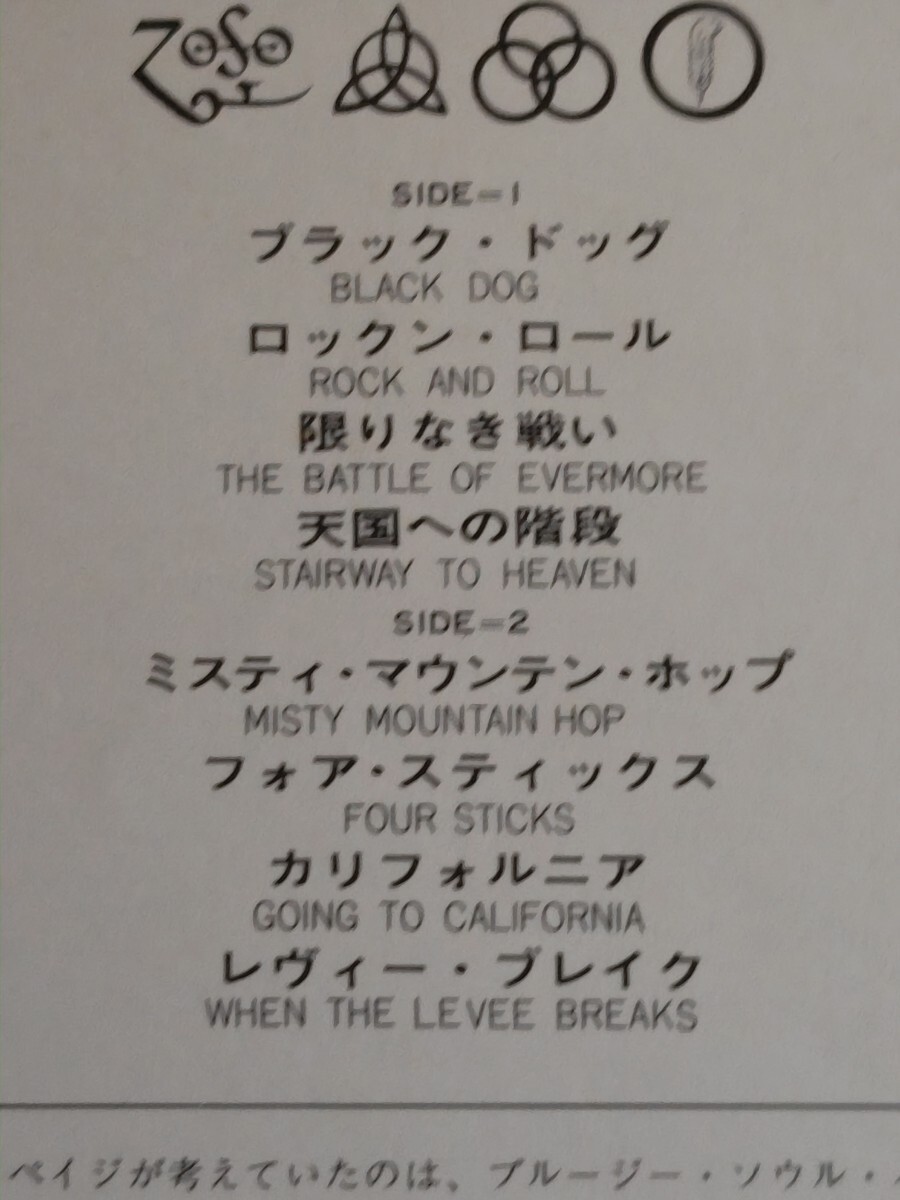 SIDE=1
ブラック・ドッグ
BLACK DOG
ロックン・ロール
ROCK AND ROLL
限りなき戦い
THE BATTLE OF EVERMORE
天国への階段
STAIRWAY TO HEAVEN
SIDE=2
ミスティ・マウンテン・ホップ
MISTY MOUNTAIN HOP
フォア・スティックス
FOUR STICKS
カリフォルニア
GOING TO CALIFORNIA
レヴィー・ブレイク
WHEN THE LEVEE BREAKS
ペイジが考えていたのは、ブルージー・ソウル・